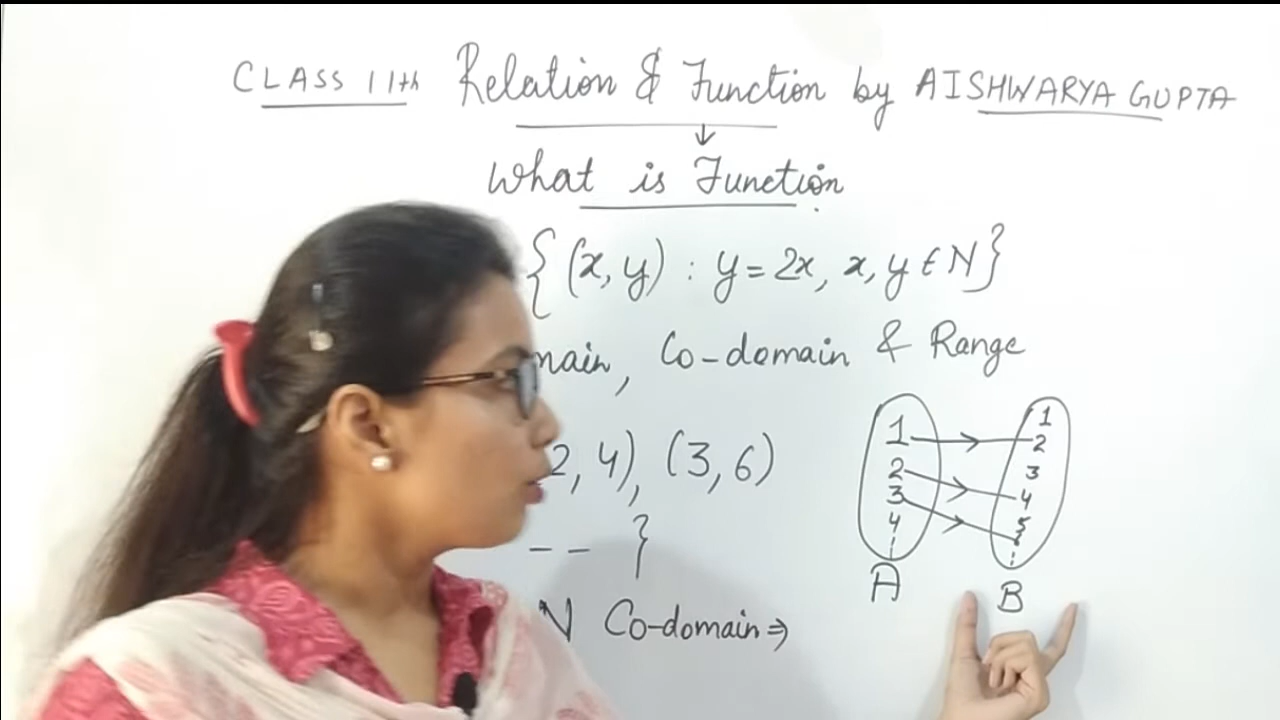 CLASS 11th Relation & Function by AISHWARYA GUPTA
↓
What is Function
{(x, y) : y = 2x, x, y ∈ N}
main, Co-domain & Range
2, 4), (3, 6)
-- }
N Co-domain ⇒
1
2
3
4
A
1
2
3
4
5
B